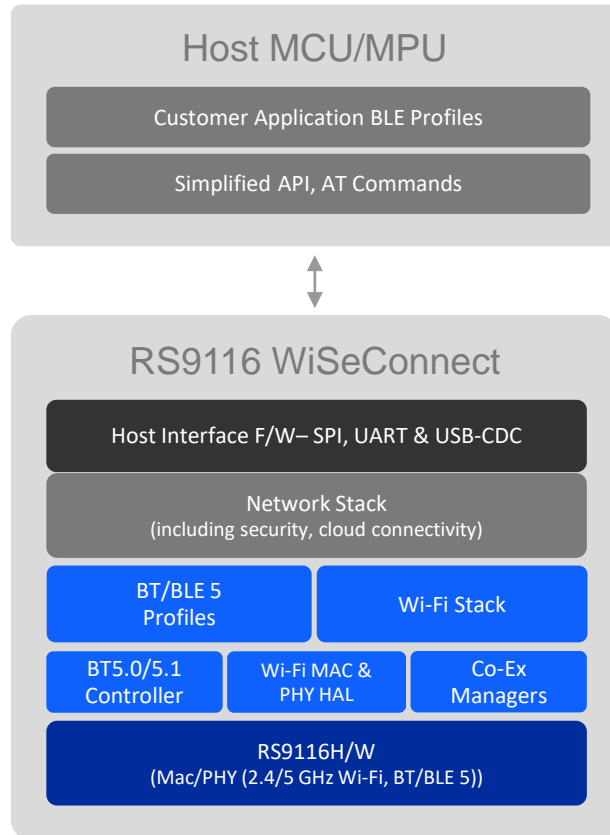 Host MCU/MPU
Customer Application BLE Profiles
Simplified API, AT Commands
RS9116 WiSeConnect
Host Interface F/W– SPI, UART & USB-CDC
Network Stack
(including security, cloud connectivity)
BT/BLE 5
Profiles
Wi-Fi Stack
BT5.0/5.1
Controller
Wi-Fi MAC &
PHY HAL
Co-Ex
Managers
RS9116H/W
(Mac/PHY (2.4/5 GHz Wi-Fi, BT/BLE 5))